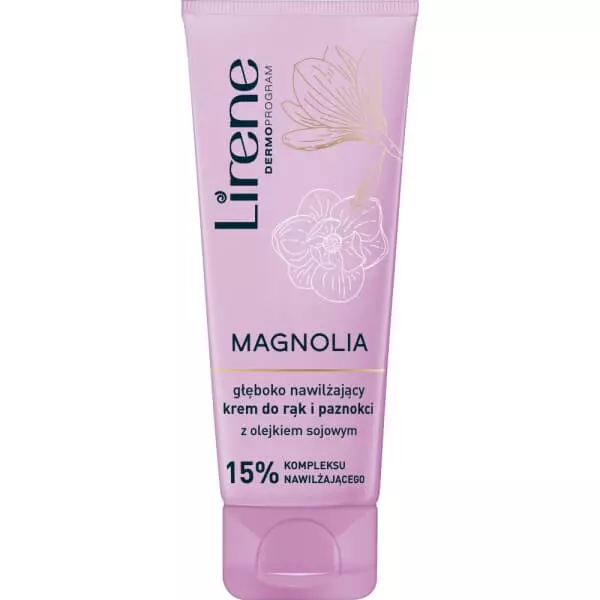 Lirene
DERMOPROGRAM
MAGNOLIA
głęboko nawilżający
krem do rąk i paznokci
z olejkiem sojowym
15% KOMPLEKSU
NAWILŻAJĄCEGO